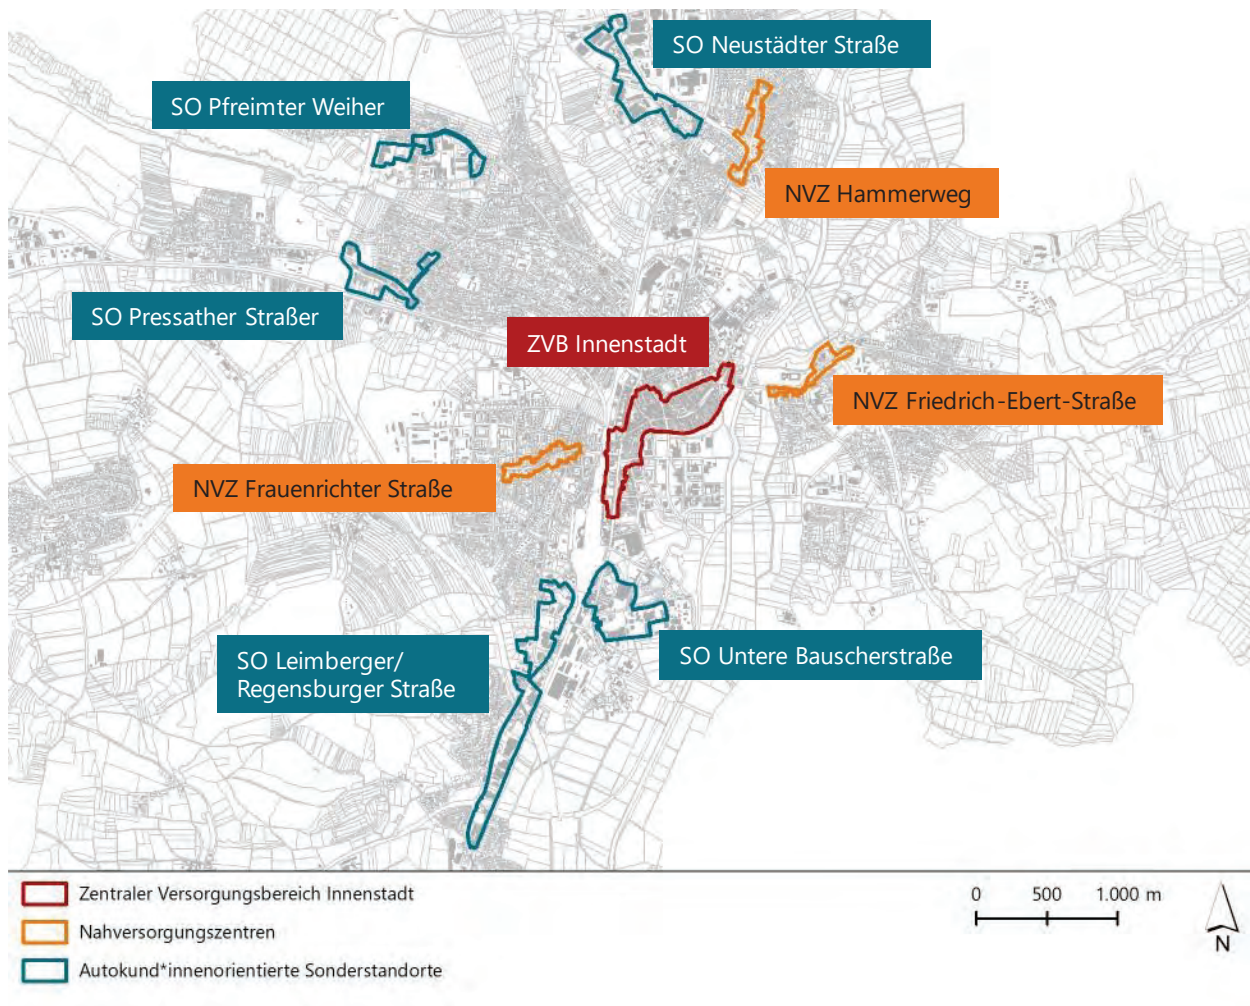 SO Neustädter Straße
SO Pfreimter Weiher
NVZ Hammerweg
SO Pressather Straßer
ZVB Innenstadt
NVZ Friedrich-Ebert-Straße
NVZ Frauenrichter Straße
SO Leimberger/
Regensburger Straße
SO Untere Bauscherstraße
Zentraler Versorgungsbereich Innenstadt
Nahversorgungszentren
Autokund*innenorientierte Sonderstandorte
0 500 1.000 m
N